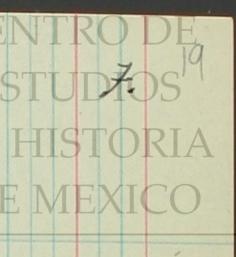 ENTRO DE
19
7.
STUDIOS
HISTORIA
E MEXICO